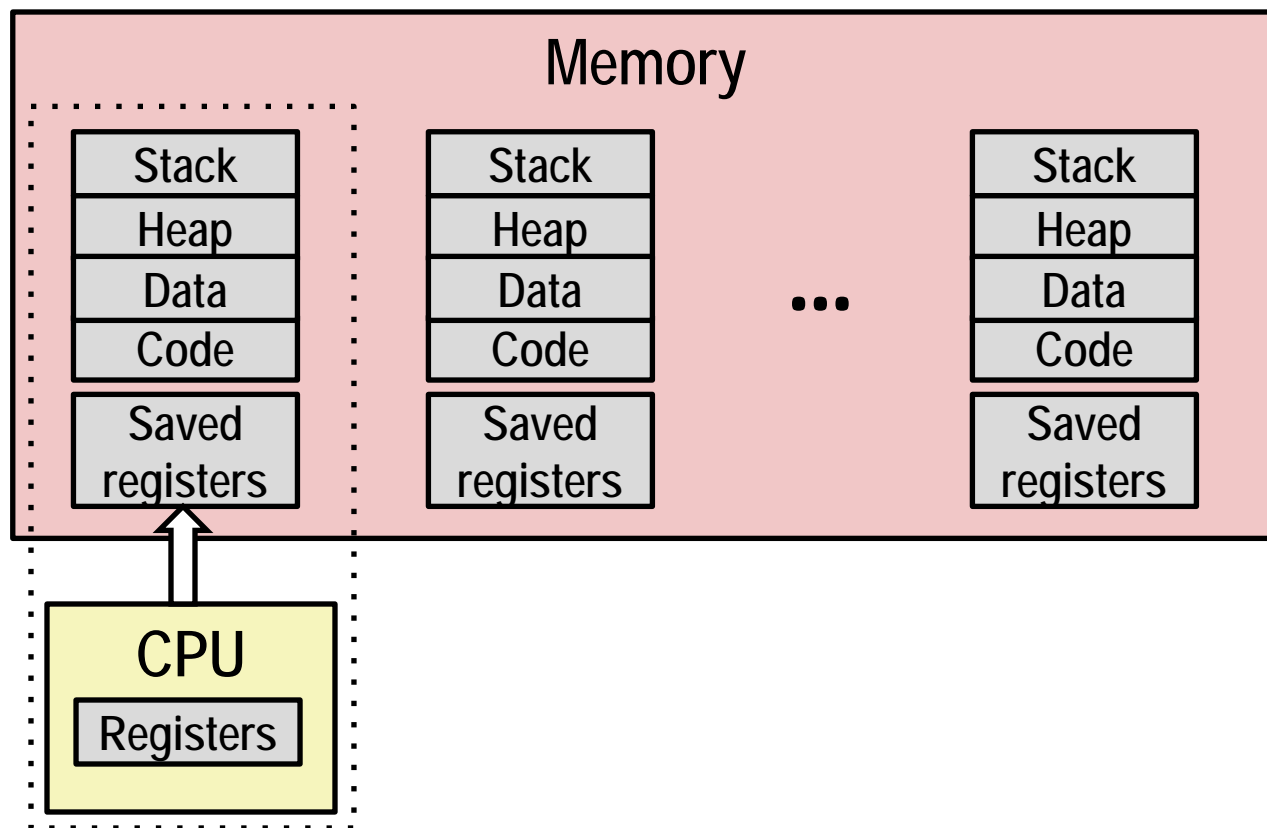 Memory
Stack
Heap
Data
Code
Saved
registers
Stack
Heap
Data
Code
Saved
registers
...
Stack
Heap
Data
Code
Saved
registers
CPU
Registers